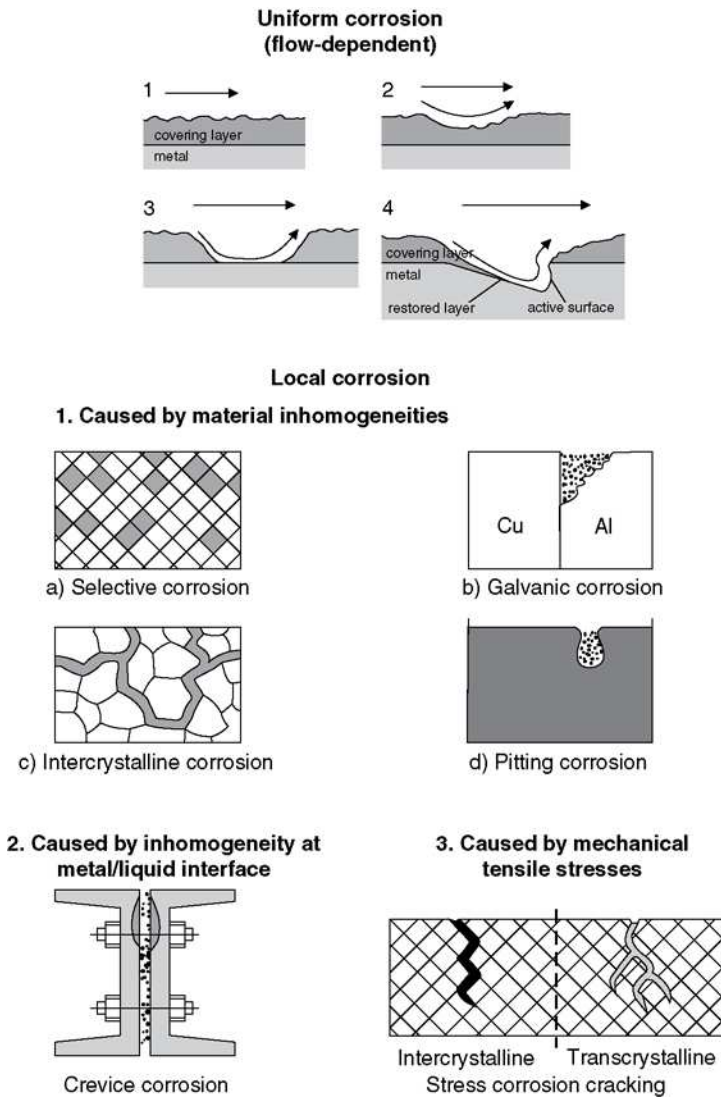 Uniform corrosion
(flow-dependent)
1
2
covering layer
metal
3
4
covering layer
metal
restored layer
active surface
Local corrosion
1. Caused by material inhomogeneities
Cu
Al
a) Selective corrosion
b) Galvanic corrosion
c) Intercrystalline corrosion
d) Pitting corrosion
2. Caused by inhomogeneity at
metal/liquid interface
Crevice corrosion
3. Caused by mechanical
tensile stresses
Intercrystalline
Transcrystalline
Stress corrosion cracking